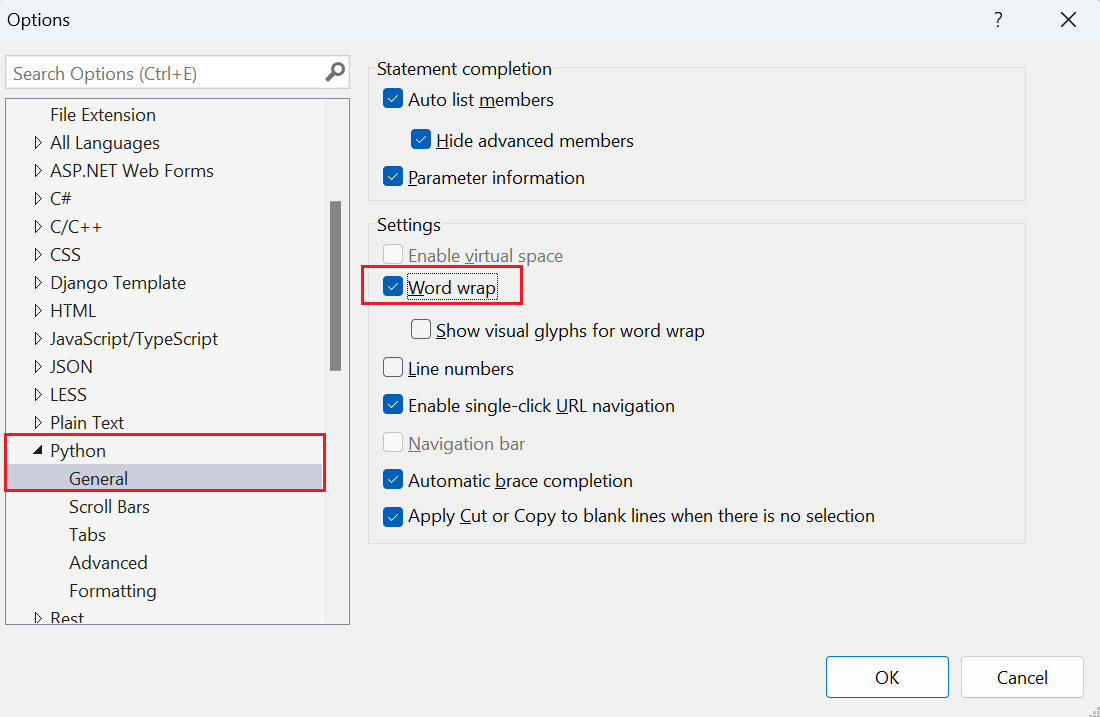 Options
?
Search Options (Ctrl+E)
File Extension
All Languages
ASP.NET Web Forms
C#
C/C++
CSS
Django Template
HTML
JavaScript/TypeScript
JSON
LESS
Plain Text
Python
General
Scroll Bars
Tabs
Advanced
Formatting
Rest
Statement completion
Auto list members
Hide advanced members
Parameter information
Settings
Enable virtual space
Word wrap
Show visual glyphs for word wrap
Line numbers
Enable single-click URL navigation
Navigation bar
Automatic brace completion
Apply Cut or Copy to blank lines when there is no selection
OK
Cancel